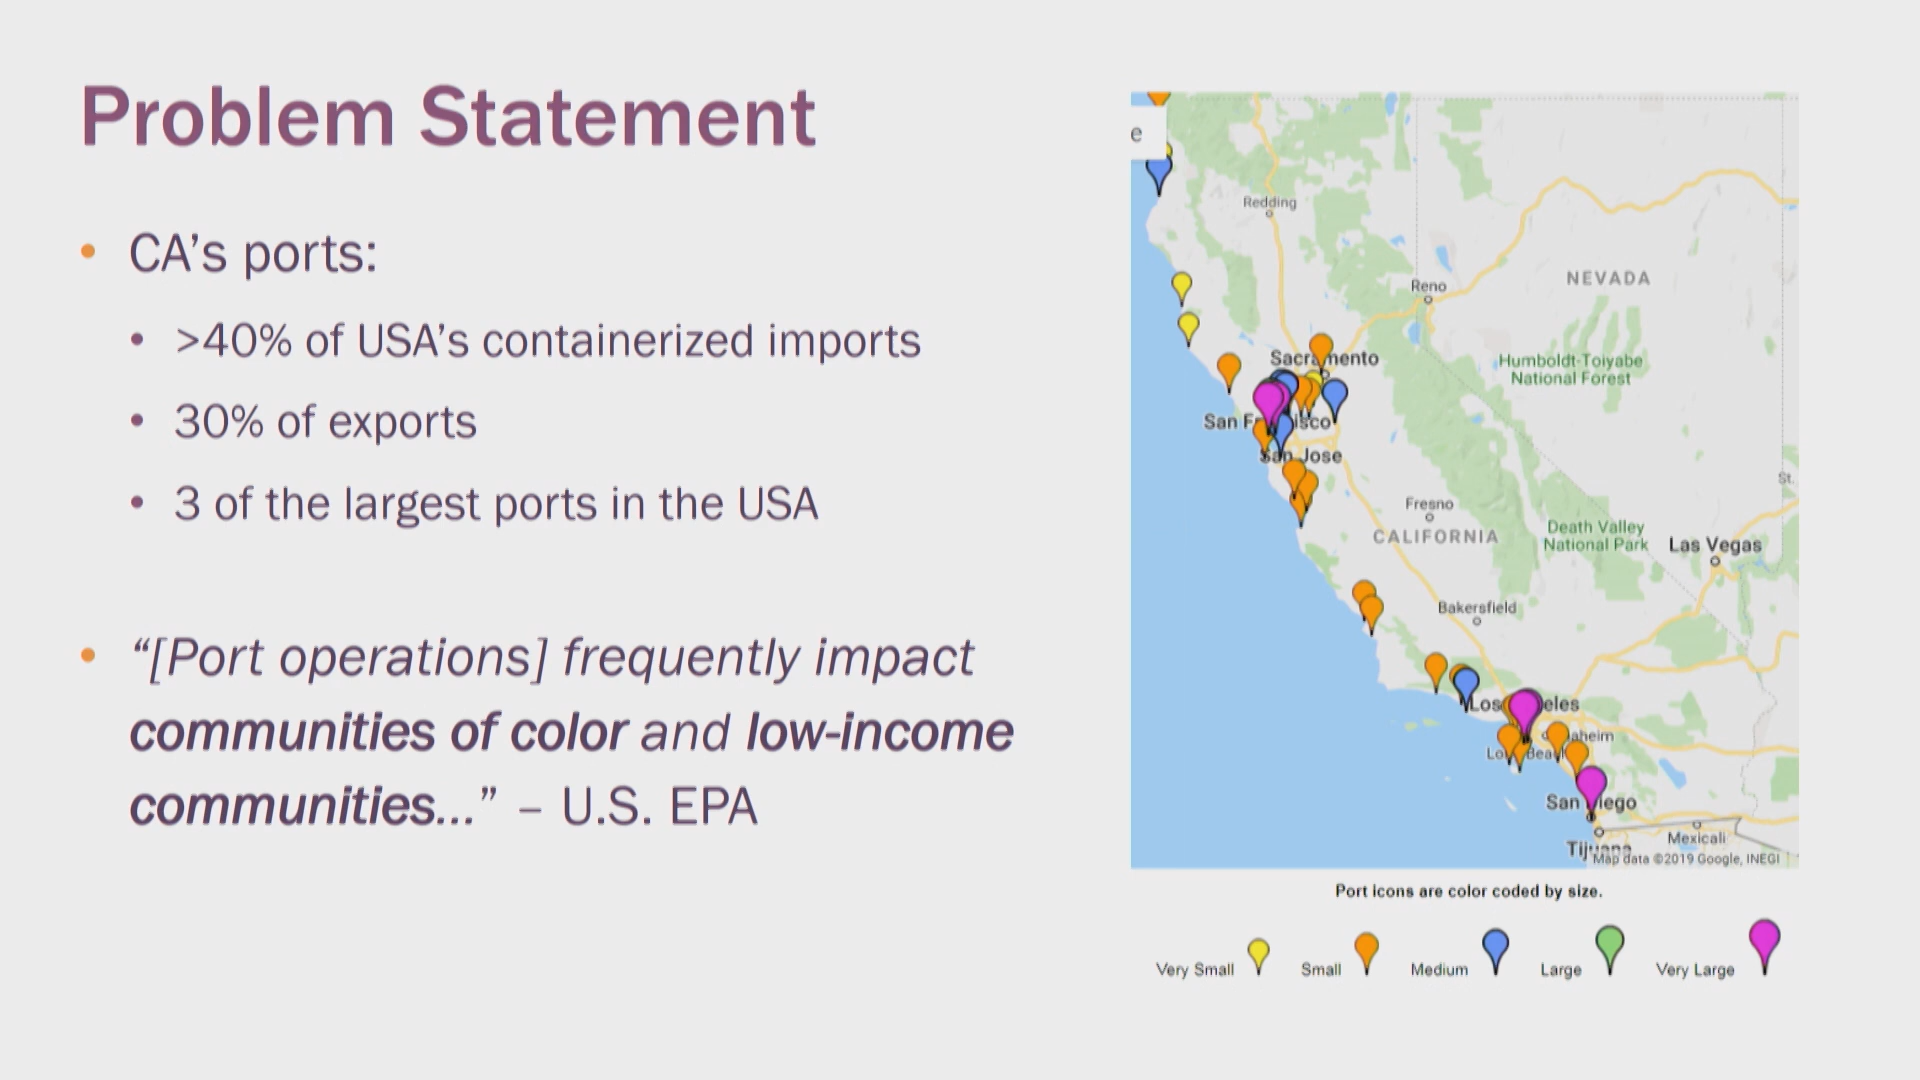 Problem Statement
• CA's ports:
• >40% of USA's containerized imports
• 30% of exports
• 3 of the largest ports in the USA
• “[Port operations] frequently impact
communities of color and low-income
communities…” – U.S. EPA
e
Redding
NEVADA
Reno
Sacramento
Humboldt-Toiyabe
National Forest
San Jose
St.
Fresno
CALIFORNIA
Death Valley
National Park
Las Vegas
Bakersfield
Mexicali
Map data ©2019 Google, INEGI
Port icons are color coded by size.
Very Small
Small
Medium
Large
Very Large